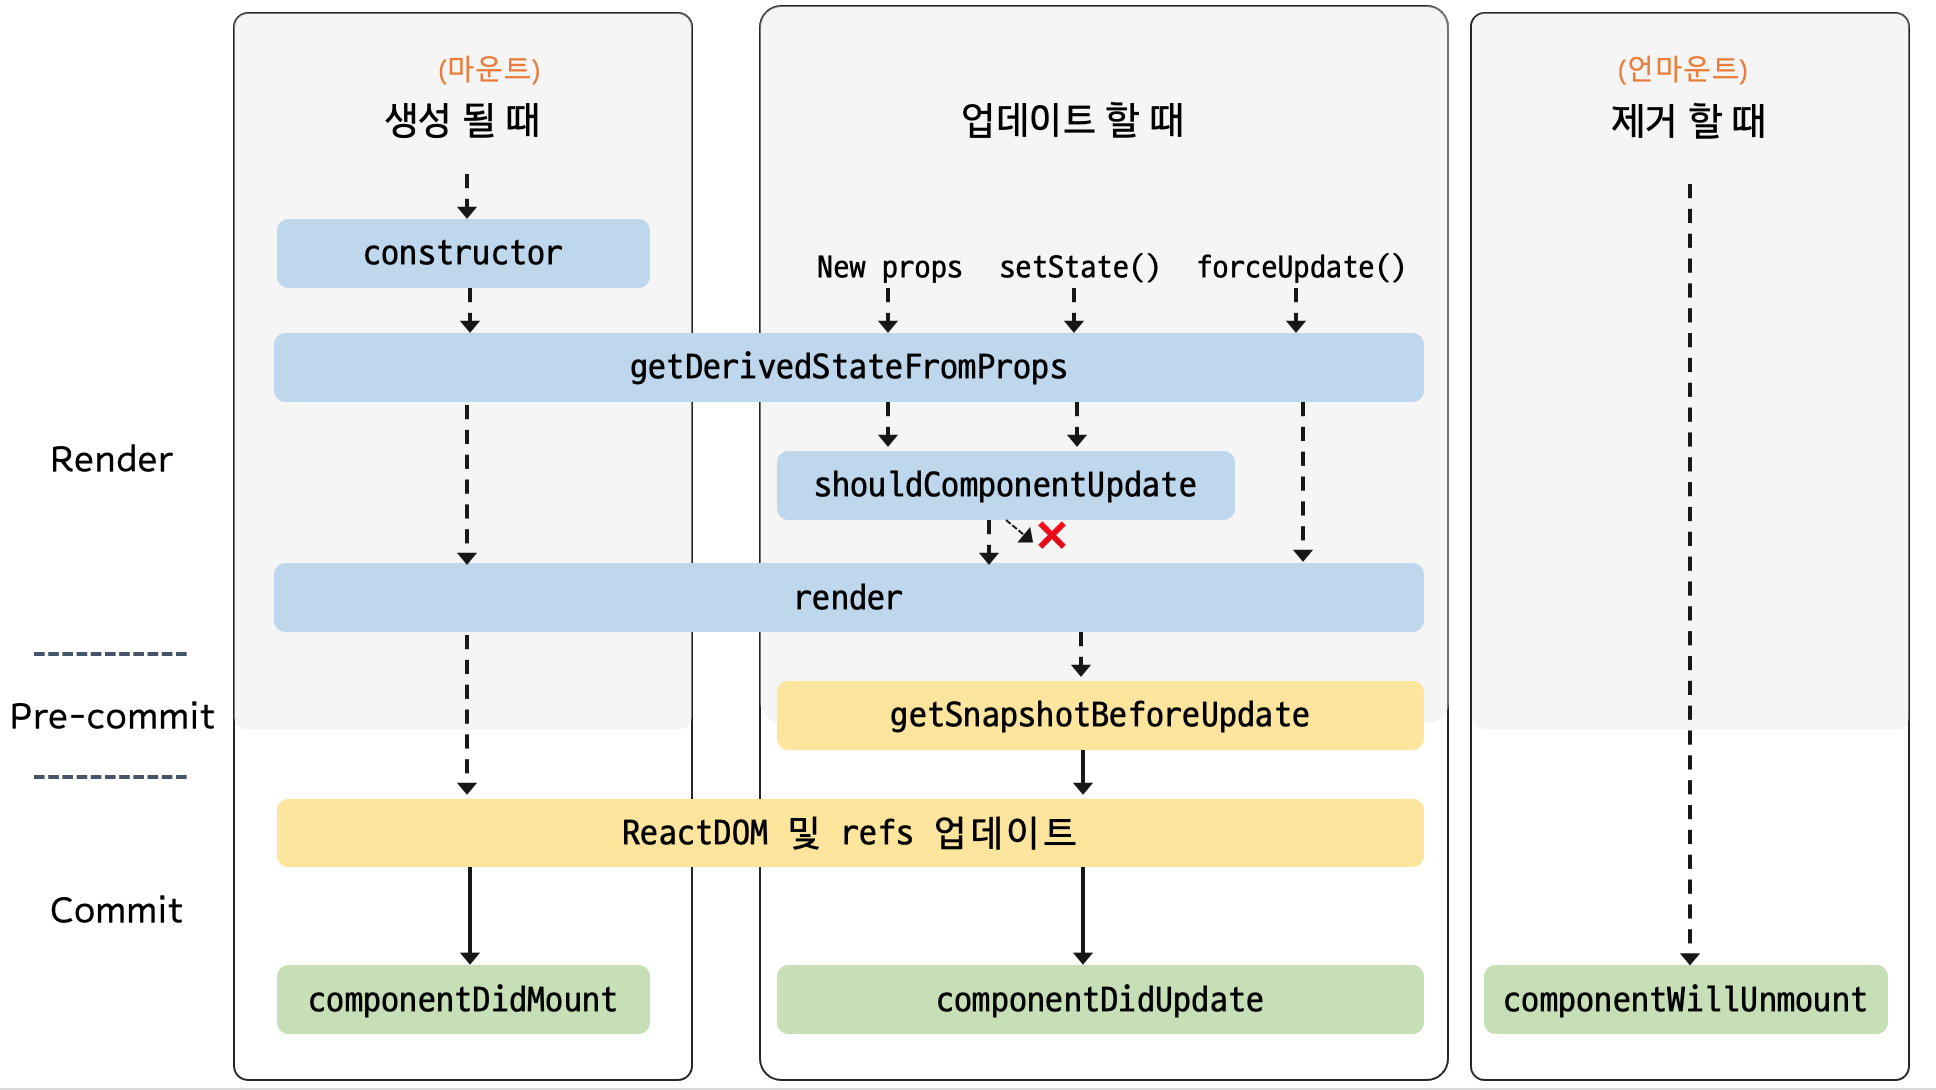 (마운트)
생성 될 때
업데이트 할 때
(언마운트)
제거 할 때
constructor
New props setState() forceUpdate()
getDerivedStateFromProps
Render
shouldComponentUpdate
render
Pre-commit
getSnapshotBeforeUpdate
ReactDOM 및 refs 업데이트
Commit
componentDidMount
componentDidUpdate
componentWillUnmount